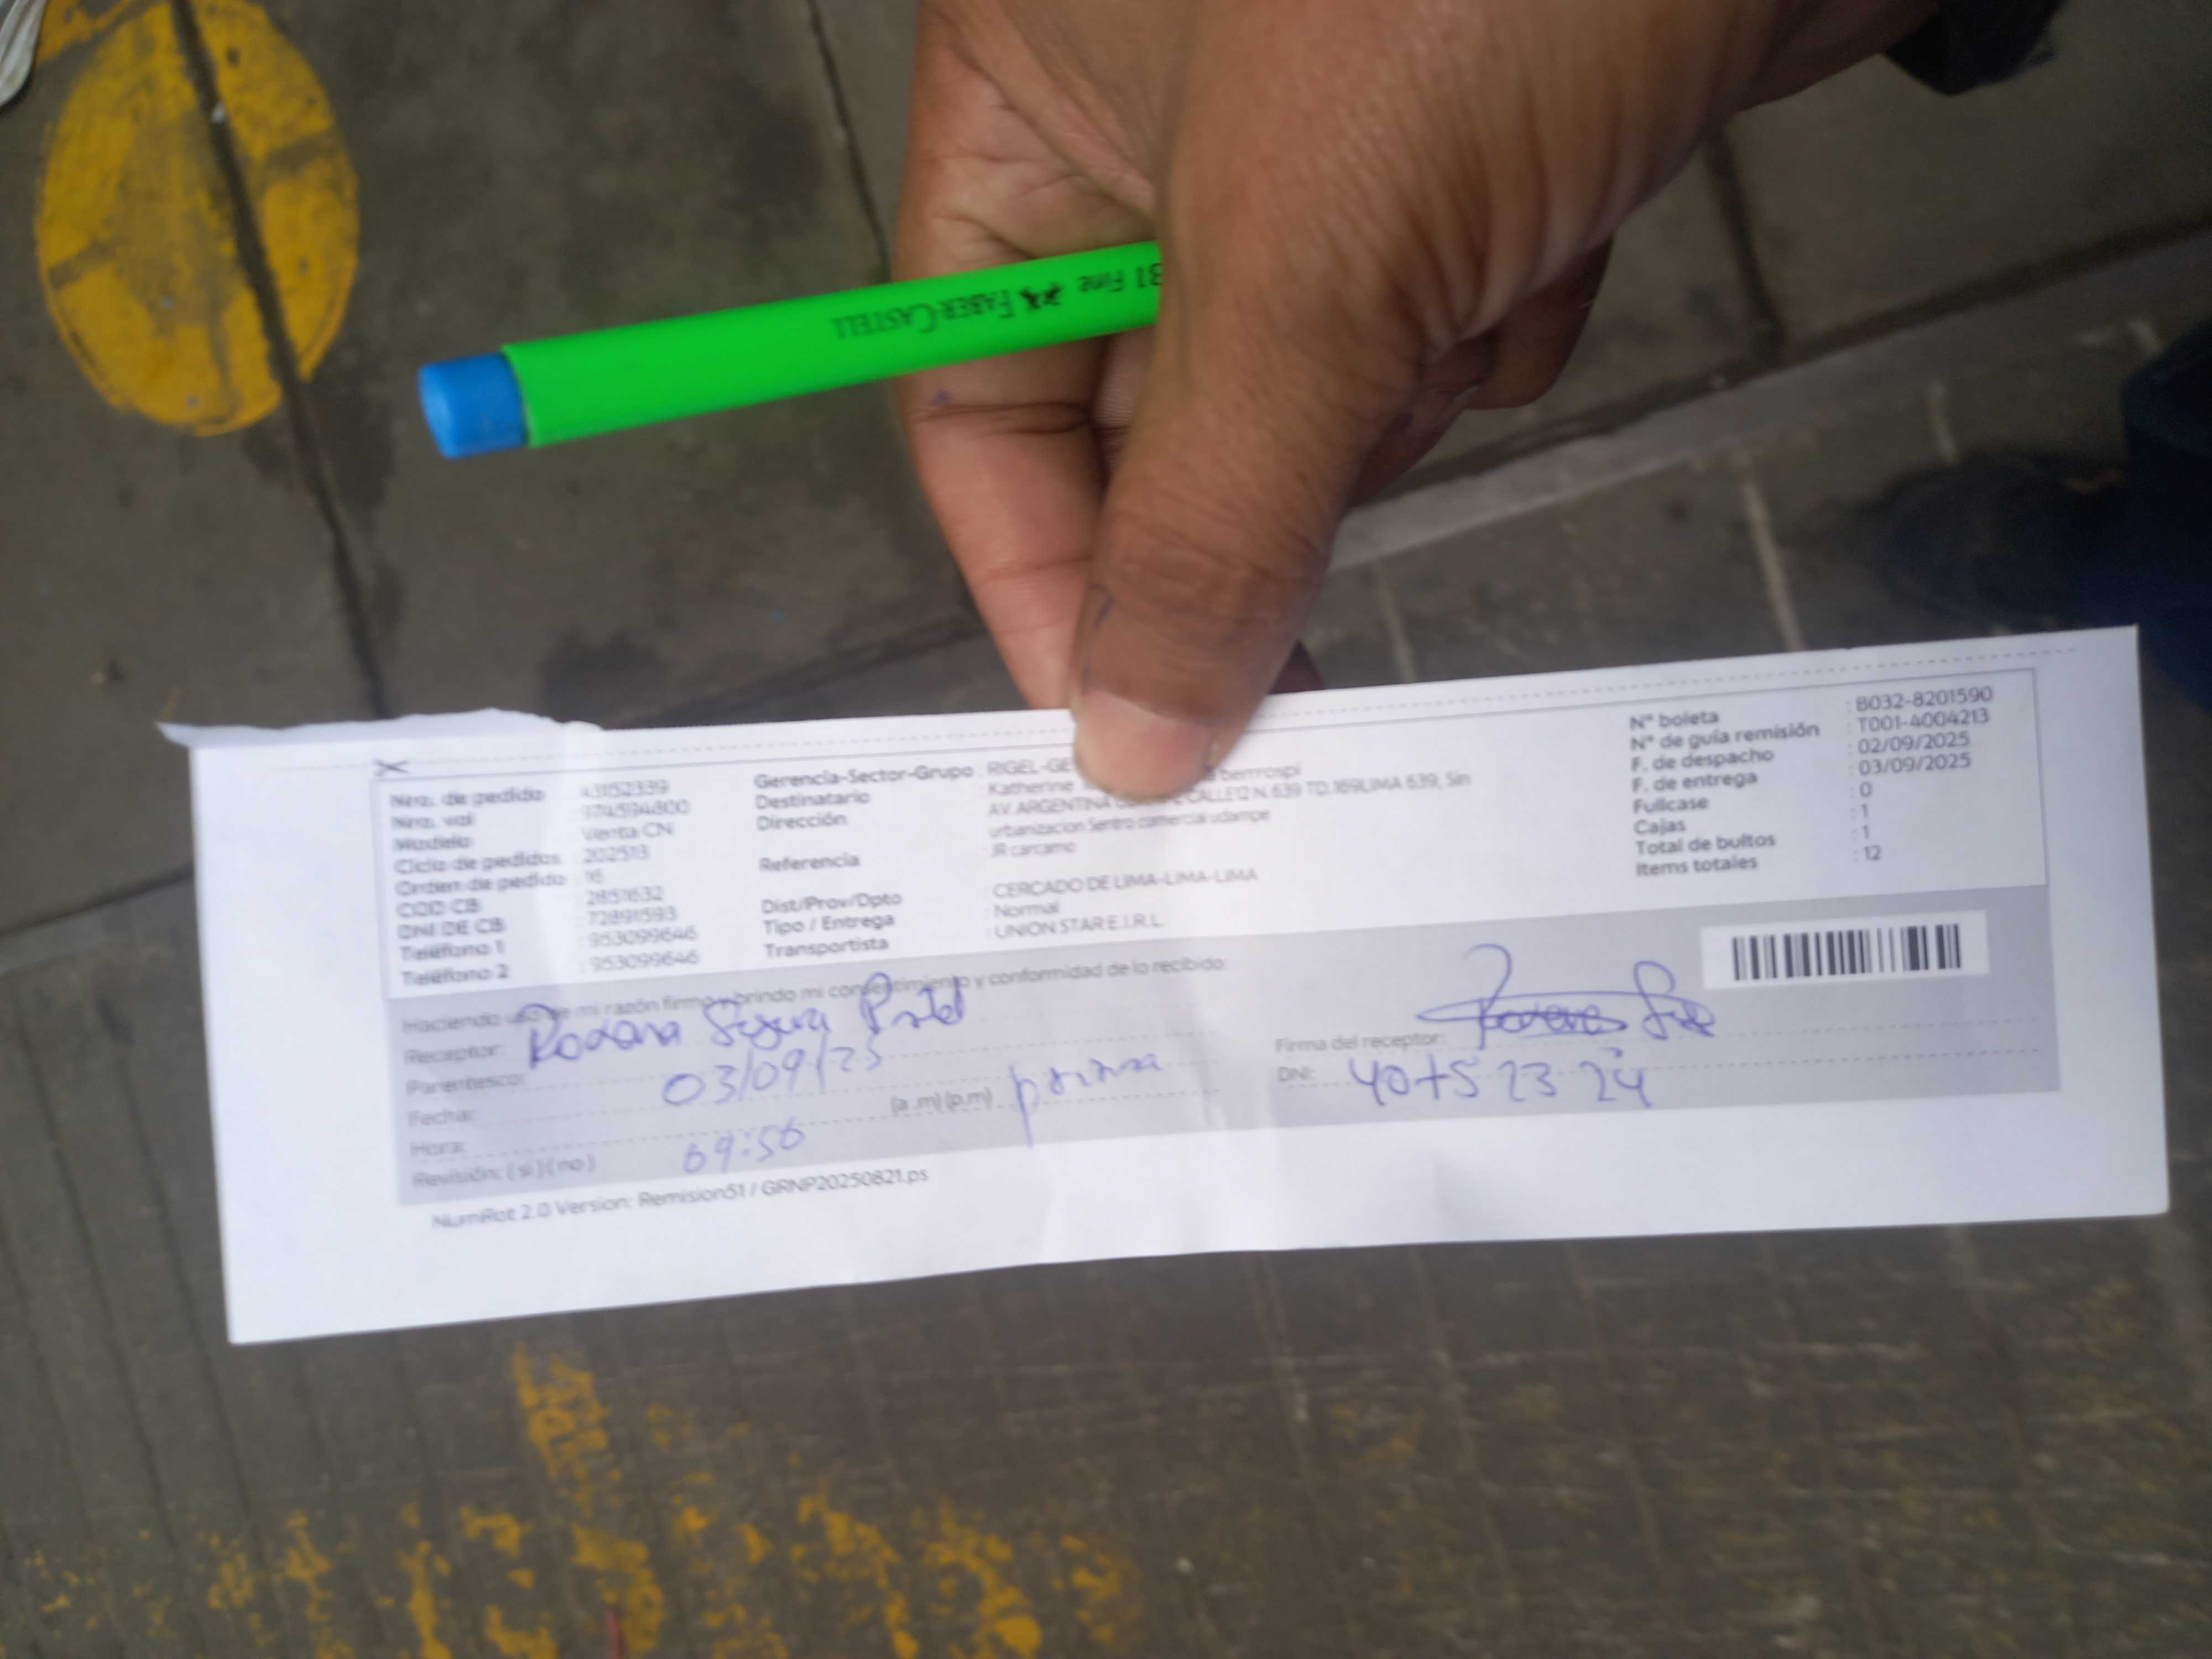 31 Fine FABER-CASTELL
Nro. de pedido : 43152339
Nro. val : 974594800
Modelo : Venta CN
Ciclo de pedidos : 202513
Orden de pedido : 16
COD CB : 2851632
DNI DE CB : 72891593
Teléfono 1 : 953099646
Teléfono 2 : 953099646
Gerencia-Sector-Grupo : RIGEL-GE
Destinatario : Katherine berrospi
Dirección : AV ARGENTINA CALLE12 N. 639 TD.169LIMA 639, Sin
urbanizacion Sentro comercial udampe
Referencia : JR carcamo
Dist/Prov/Dpto : CERCADO DE LIMA-LIMA-LIMA
Tipo / Entrega : Normal
Transportista : UNION STAR E.I.R.L.
N° boleta : B032-8201590
N° de guía remisión : T001-4004213
F. de despacho : 02/09/2025
F. de entrega : 03/09/2025
Fullcase : 0
Cajas : 1
Total de bultos : 1
Items totales : 12
Haciendo uso de mi razón firmo y brindo mi consentimiento y conformidad de lo recibido:
Receptor:
Parentesco:
Fecha: 03/09/25
Hora: 09:56 (a .m) (p.m) prima
Revisión: ( si ) ( no )
Firma del receptor:
DNI:
NumRot 2.0 Version: Remision51 / GRNP20250821.ps